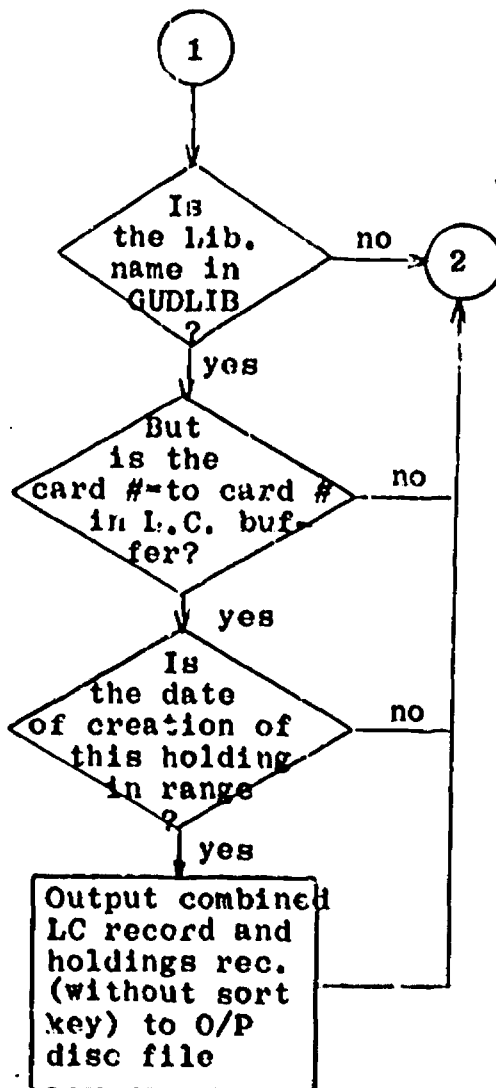 1
Is
the Lib.
name in
GUDLIB
?
no
2
yes
But
is the
card #=to card #
in L.C. buf-
fer?
no
yes
Is
the date
of creation of
this holding
in range
?
no
yes
Output combined
LC record and
holdings rec.
(without sort
key) to O/P
disc file